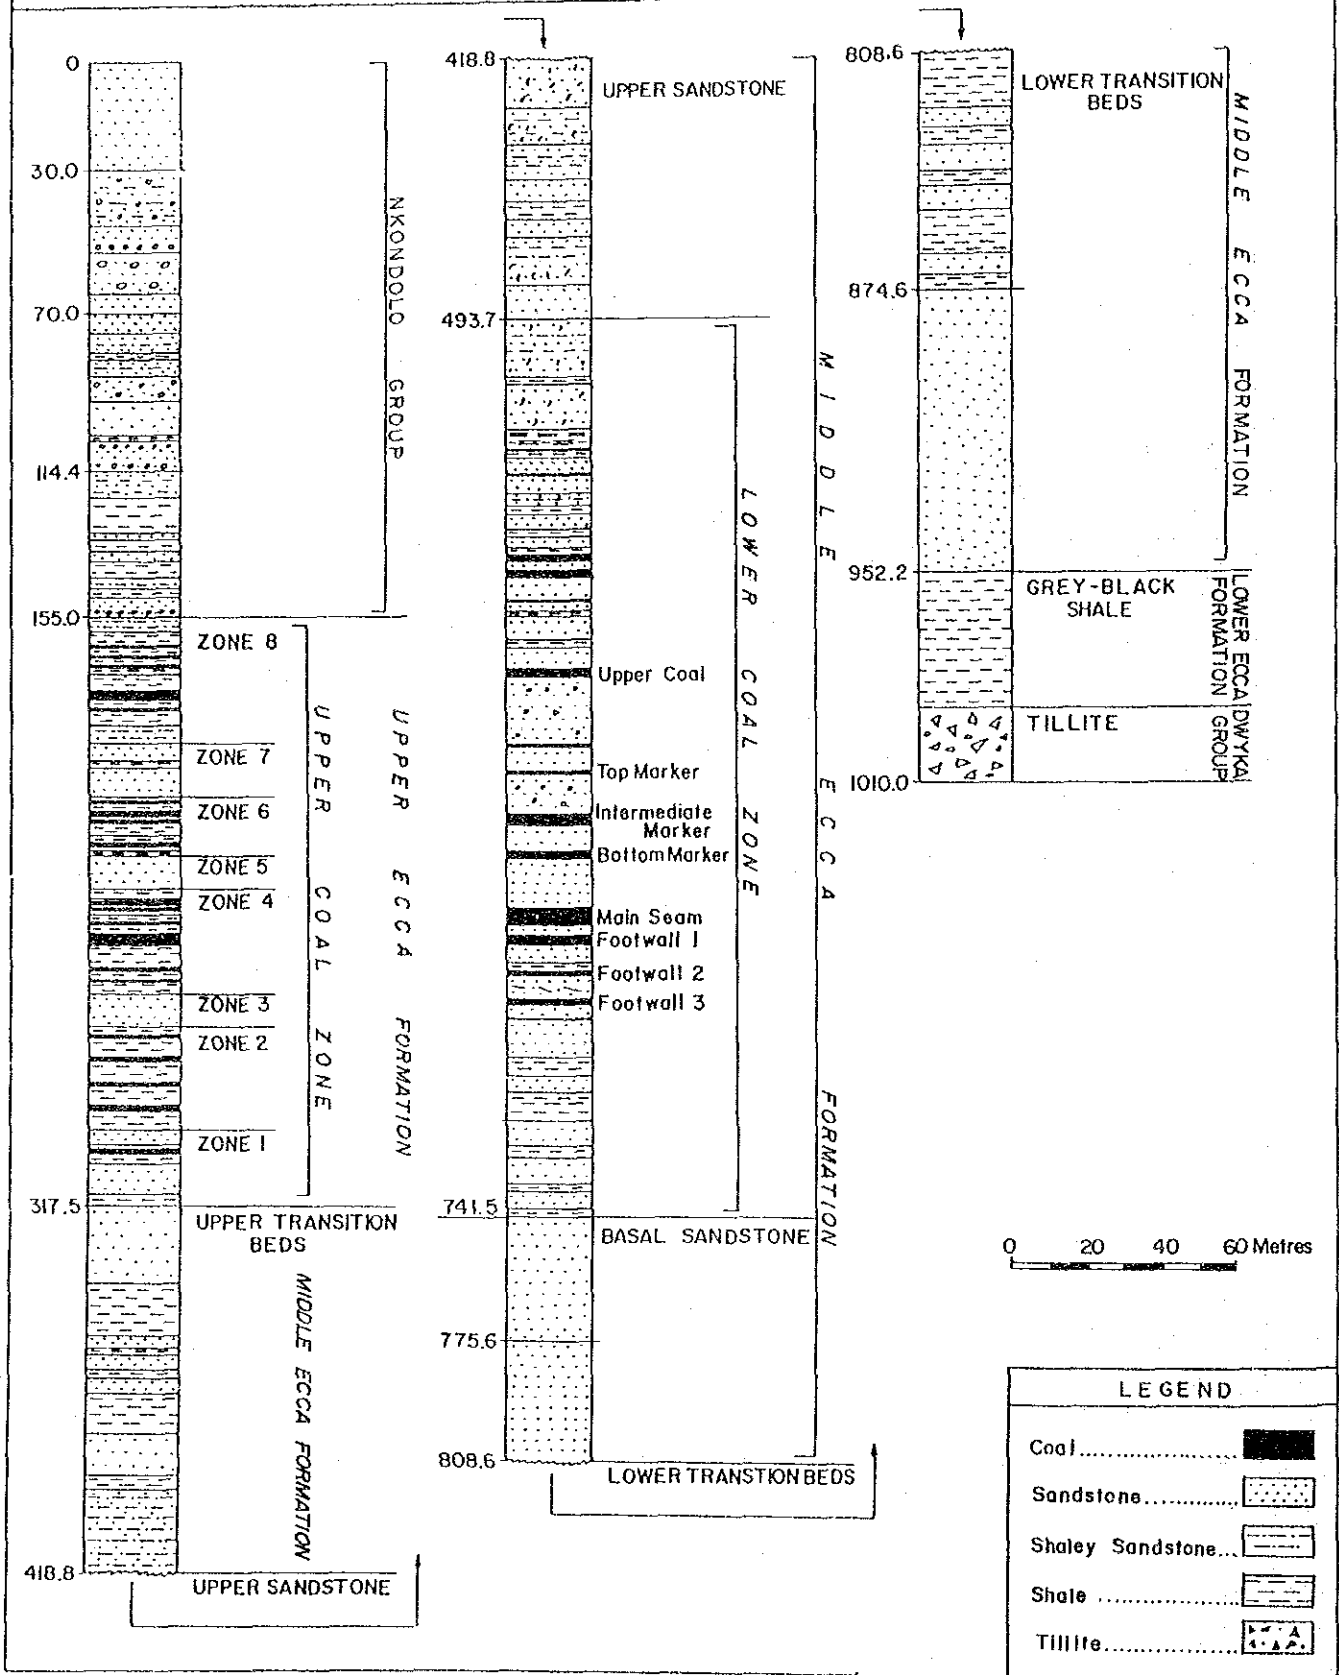 0
30.0
70.0
114.4
155.0
317.5
418.8
NKONDOLO GROUP
ZONE 8
ZONE 7
ZONE 6
ZONE 5
ZONE 4
ZONE 3
ZONE 2
ZONE 1
UPPER COAL ZONE
UPPER ECCA FORMATION
UPPER TRANSITION
BEDS
MIDDLE ECCA FORMATION
UPPER SANDSTONE
418.8
493.7
741.5
775.6
808.6
UPPER SANDSTONE
Upper Coal
Top Marker
Intermediate
Marker
Bottom Marker
Main Seam
Footwall 1
Footwall 2
Footwall 3
LOWER COAL ZONE
MIDDLE ECCA FORMATION
BASAL SANDSTONE
LOWER TRANSTION BEDS
808.6
874.6
952.2
1010.0
LOWER TRANSITION
BEDS
MIDDLE ECCA FORMATION
GREY-BLACK
SHALE
LOWER ECCA
FORMATION
TILLITE
DWYKA
GROUP
0 20 40 60 Metres
LEGEND
Coal..............
Sandstone.............
Shaley Sandstone...
Shale ..................
Tillite.................